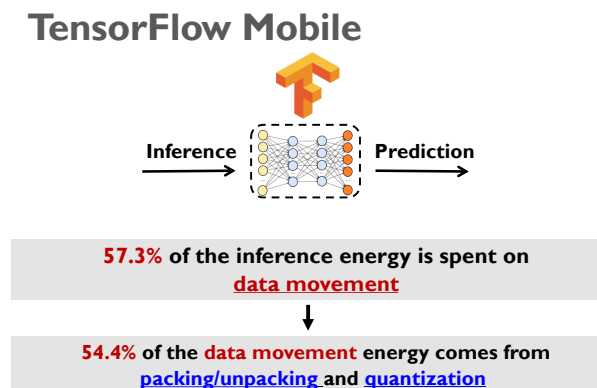 TensorFlow Mobile
Inference
Prediction
57.3% of the inference energy is spent on
data movement
54.4% of the data movement energy comes from
packing/unpacking and quantization